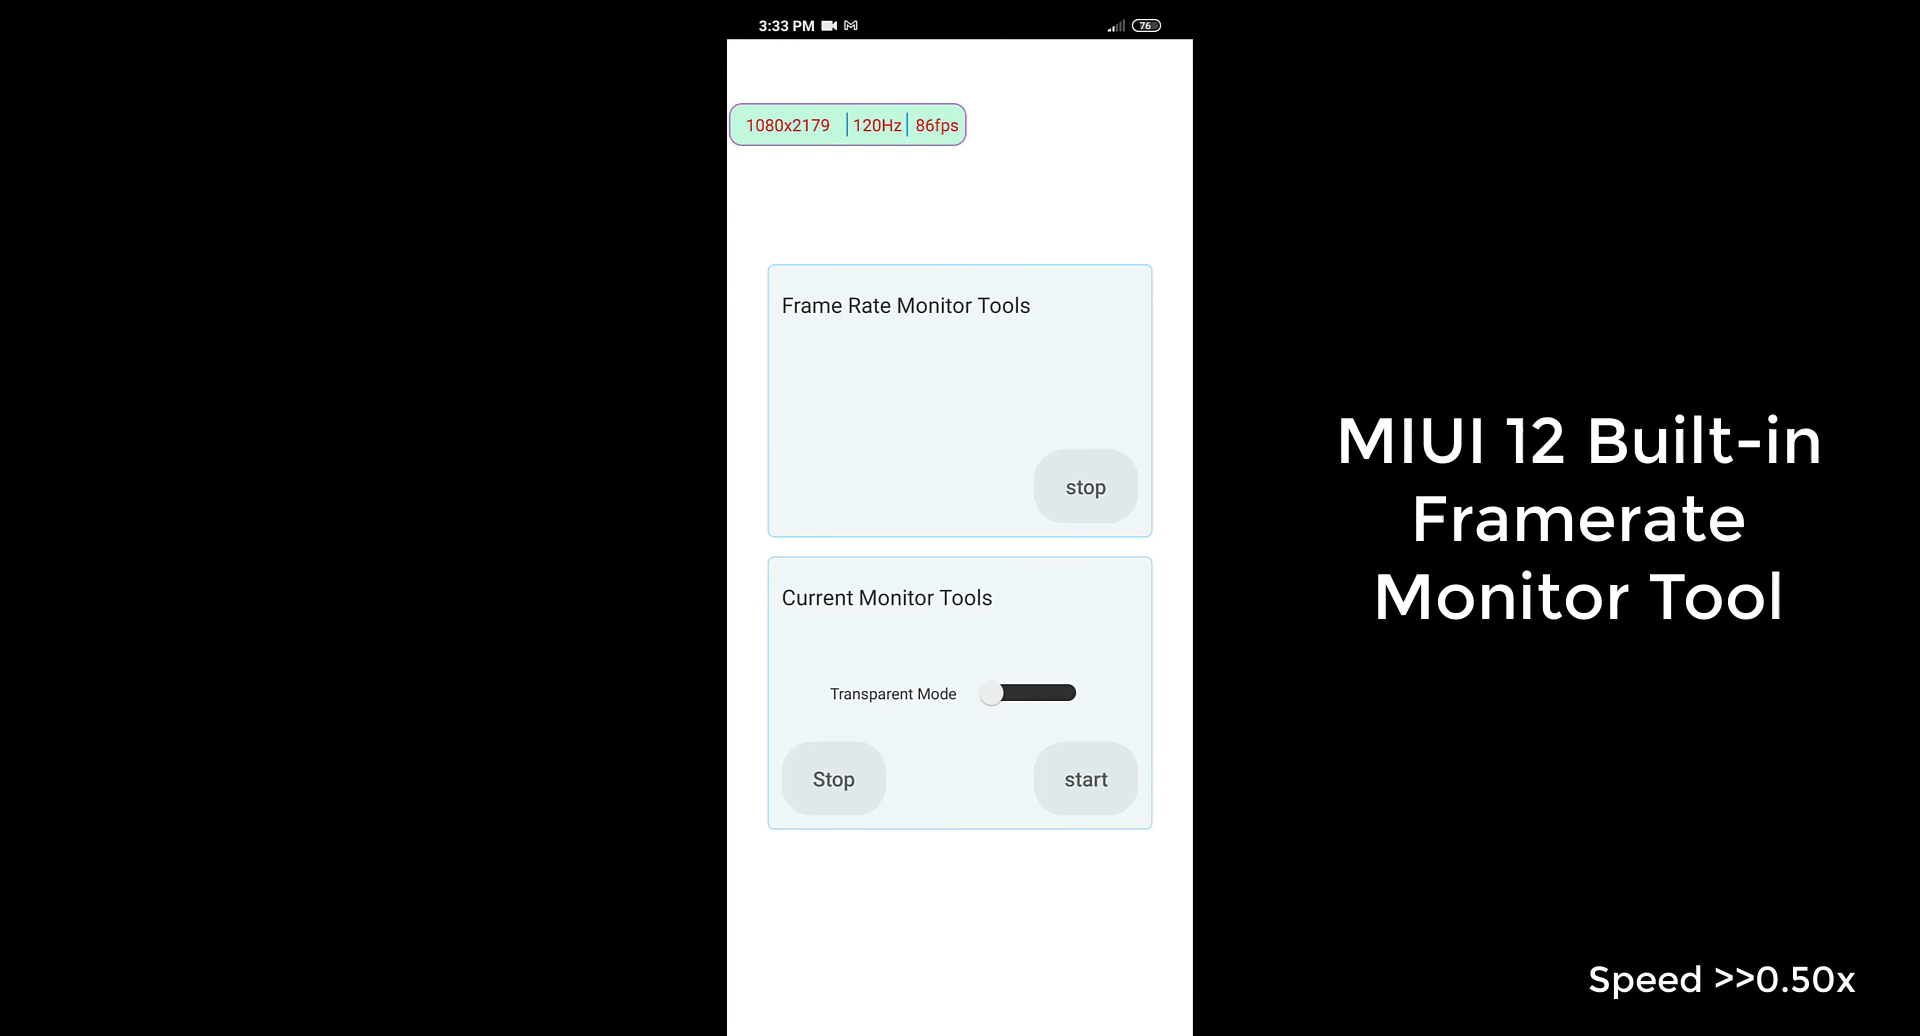 3:33 PM
76
1080x2179 120Hz 86fps
Frame Rate Monitor Tools
stop
Current Monitor Tools
Transparent Mode
Stop start
MIUI 12 Built-in
Framerate
Monitor Tool
Speed >>0.50x